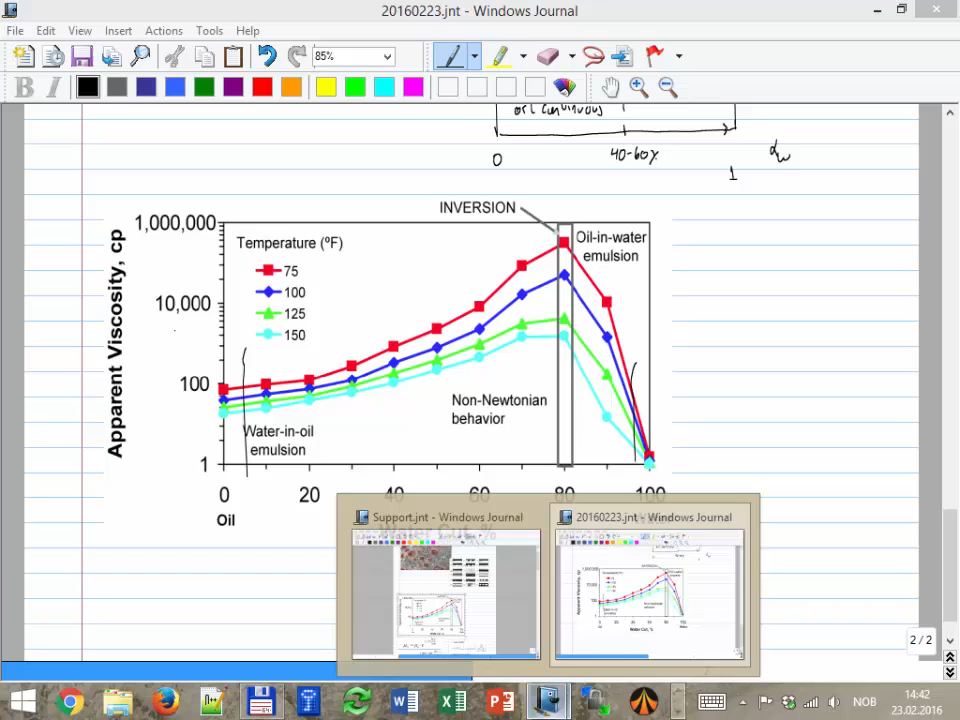 20160223.jnt - Windows Journal
File Edit View Insert Actions Tools Help
85%
B I
oil continuous
0 40-60% αw
1
INVERSION
1,000,000
Temperature (ºF)
Oil-in-water
emulsion
75
100
10,000
125
150
Apparent Viscosity, cp
100
Non-Newtonian
behavior
Water-in-oil
emulsion
1
0 20 40 60 80 100
Oil
Support.jnt - Windows Journal
20160223.jnt - Windows Journal
Water Cut, %
2 / 2
NOB
14:42
23.02.2016